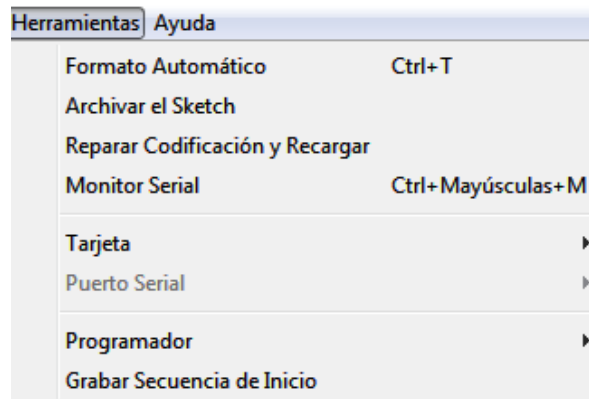 Herramientas Ayuda
Formato Automático Ctrl+T
Archivar el Sketch
Reparar Codificación y Recargar
Monitor Serial Ctrl+Mayúsculas+M
Tarjeta
Puerto Serial
Programador
Grabar Secuencia de Inicio